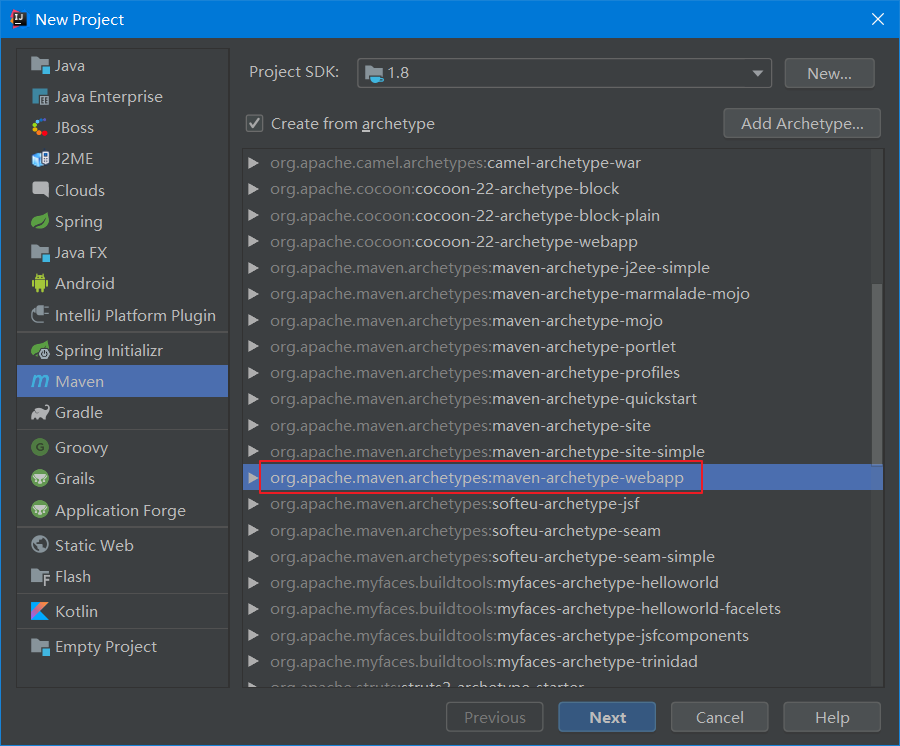 New Project
Java
Java Enterprise
JBoss
J2ME
Clouds
Spring
Java FX
Android
IntelliJ Platform Plugin
Spring Initializr
Maven
Gradle
Groovy
Grails
Application Forge
Static Web
Flash
Kotlin
Empty Project
Project SDK:
1.8
New...
Create from archetype
Add Archetype...
org.apache.camel.archetypes:camel-archetype-war
org.apache.cocoon:cocoon-22-archetype-block
org.apache.cocoon:cocoon-22-archetype-block-plain
org.apache.cocoon:cocoon-22-archetype-webapp
org.apache.maven.archetypes:maven-archetype-j2ee-simple
org.apache.maven.archetypes:maven-archetype-marmalade-mojo
org.apache.maven.archetypes:maven-archetype-mojo
org.apache.maven.archetypes:maven-archetype-portlet
org.apache.maven.archetypes:maven-archetype-profiles
org.apache.maven.archetypes:maven-archetype-quickstart
org.apache.maven.archetypes:maven-archetype-site
org.apache.maven.archetypes:maven-archetype-site-simple
org.apache.maven.archetypes:maven-archetype-webapp
org.apache.maven.archetypes:softeu-archetype-jsf
org.apache.maven.archetypes:softeu-archetype-seam
org.apache.maven.archetypes:softeu-archetype-seam-simple
org.apache.myfaces.buildtools:myfaces-archetype-helloworld
org.apache.myfaces.buildtools:myfaces-archetype-helloworld-facelets
org.apache.myfaces.buildtools:myfaces-archetype-jsfcomponents
org.apache.myfaces.buildtools:myfaces-archetype-trinidad
org.apache.struts:struts2-archetype-starter
Previous
Next
Cancel
Help